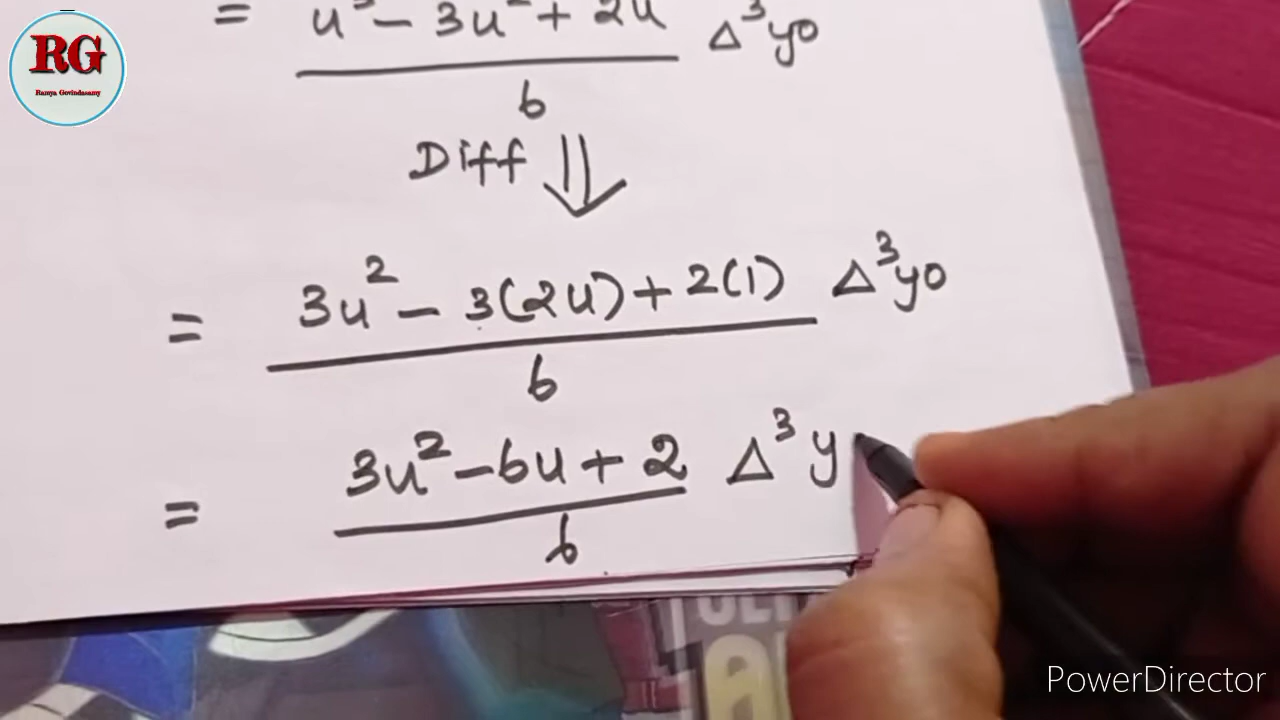 RG
Ramya Govindasamy
= u³ - 3u² + 2u Δ³y0
6
Diff ⇓
= 3u² - 3(2u) + 2(1) Δ³y0
6
= 3u² - 6u + 2 Δ³y
6
PowerDirector